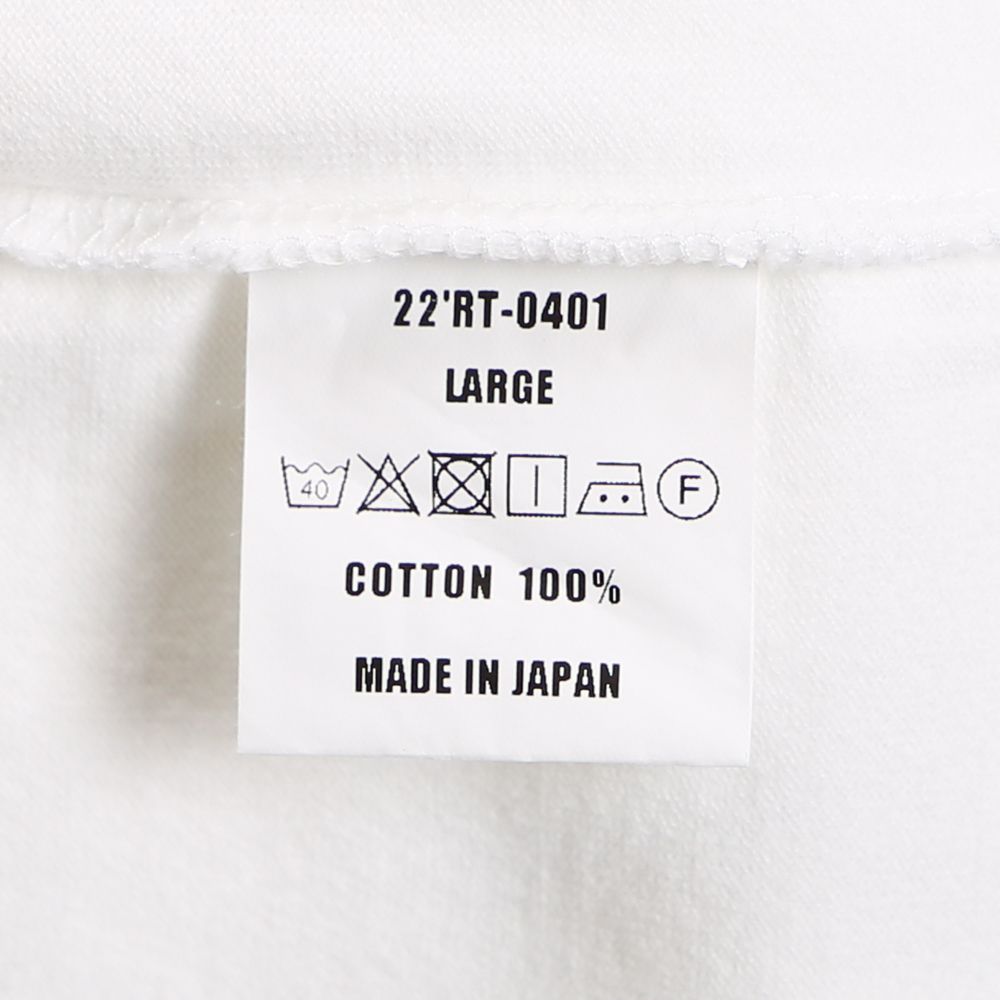 22'RT-0401
LARGE
40 F
COTTON 100%
MADE IN JAPAN